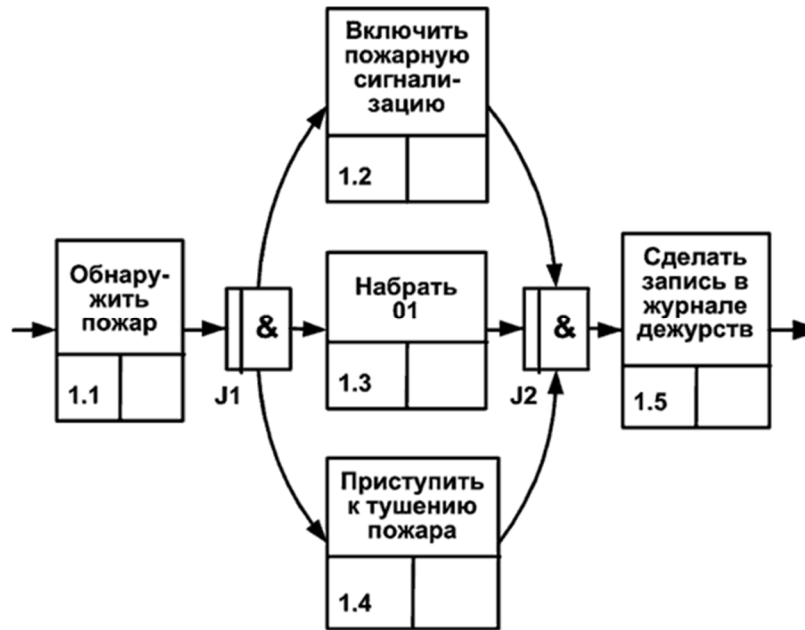 Включить
пожарную
сигнали-
зацию
1.2
Обнару-
жить
пожар
1.1
&
J1
Набрать
01
1.3
&
J2
Сделать
запись в
журнале
дежурств
1.5
Приступить
к тушению
пожара
1.4